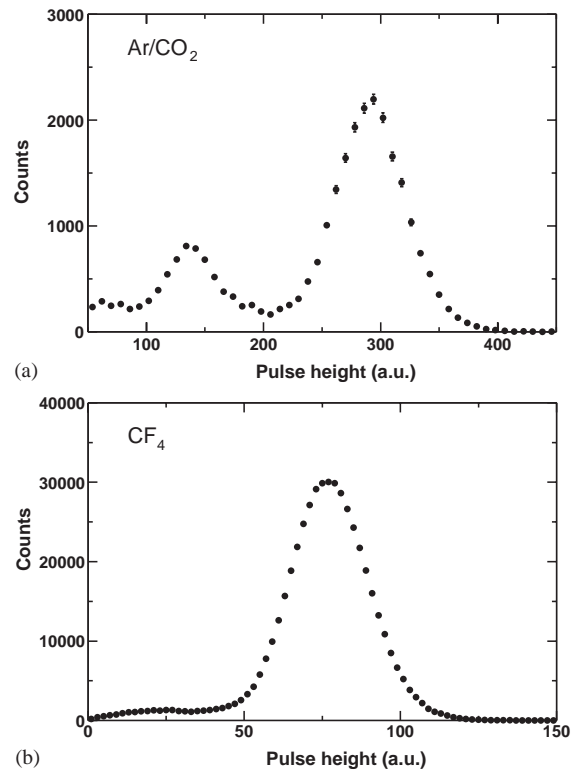 3000
Ar/CO₂
2000
Counts
1000
0
100 200 300 400
(a)
Pulse height (a.u.)
40000
CF₄
30000
Counts
20000
10000
0
0 50 100 150
(b)
Pulse height (a.u.)